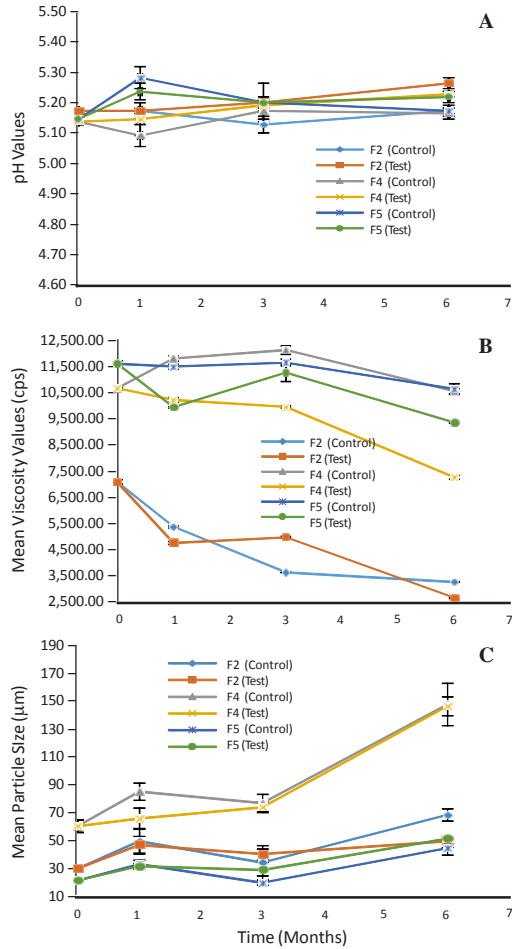 A
5.50
5.40
5.30
5.20
5.10
5.00
4.90
4.80
4.70
4.60
pH Values
F2 (Control)
F2 (Test)
F4 (Control)
F4 (Test)
F5 (Control)
F5 (Test)
0 1 2 3 4 5 6 7
B
12,500.00
11,500.00
10,500.00
9,500.00
8,500.00
7,500.00
6,500.00
5,500.00
4,500.00
3,500.00
2,500.00
Mean Viscosity Values (cps)
F2 (Control)
F2 (Test)
F4 (Control)
F4 (Test)
F5 (Control)
F5 (Test)
0 1 2 3 4 5 6 7
C
190
170
150
130
110
90
70
50
30
10
Mean Particle Size (μm)
F2 (Control)
F2 (Test)
F4 (Control)
F4 (Test)
F5 (Control)
F5 (Test)
0 1 2 3 4 5 6 7
Time (Months)